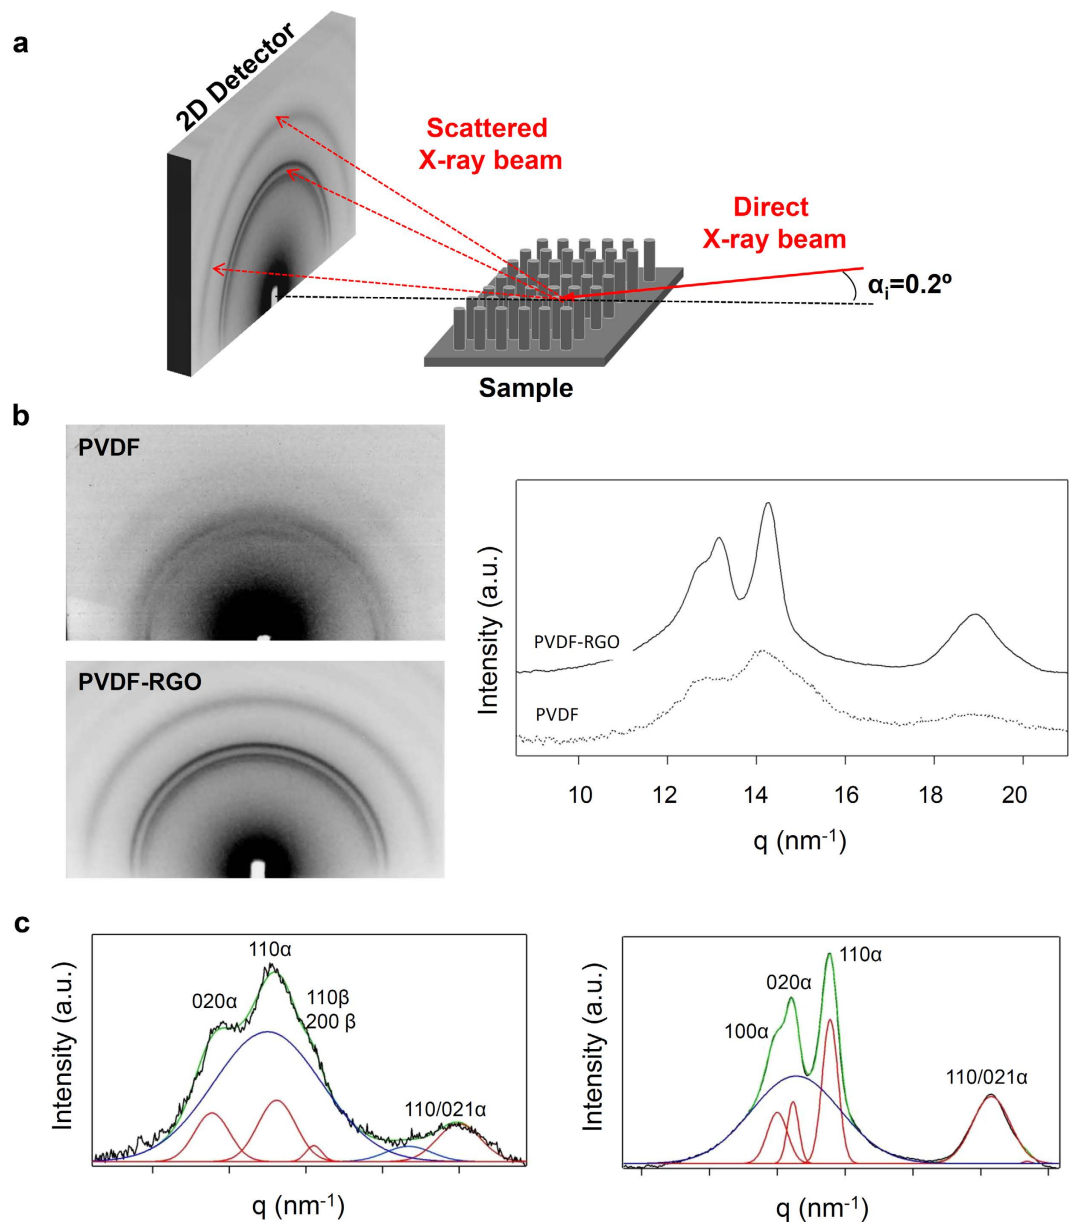 a
2D Detector
Scattered
X-ray beam
Direct
X-ray beam
αi=0.2º
Sample
b
PVDF
PVDF-RGO
Intensity (a.u.)
PVDF-RGO
PVDF
10 12 14 16 18 20
q (nm-1)
c
Intensity (a.u.)
110α
020α
110β
200 β
110/021α
q (nm-1)
Intensity (a.u.)
110α
020α
100α
110/021α
q (nm-1)